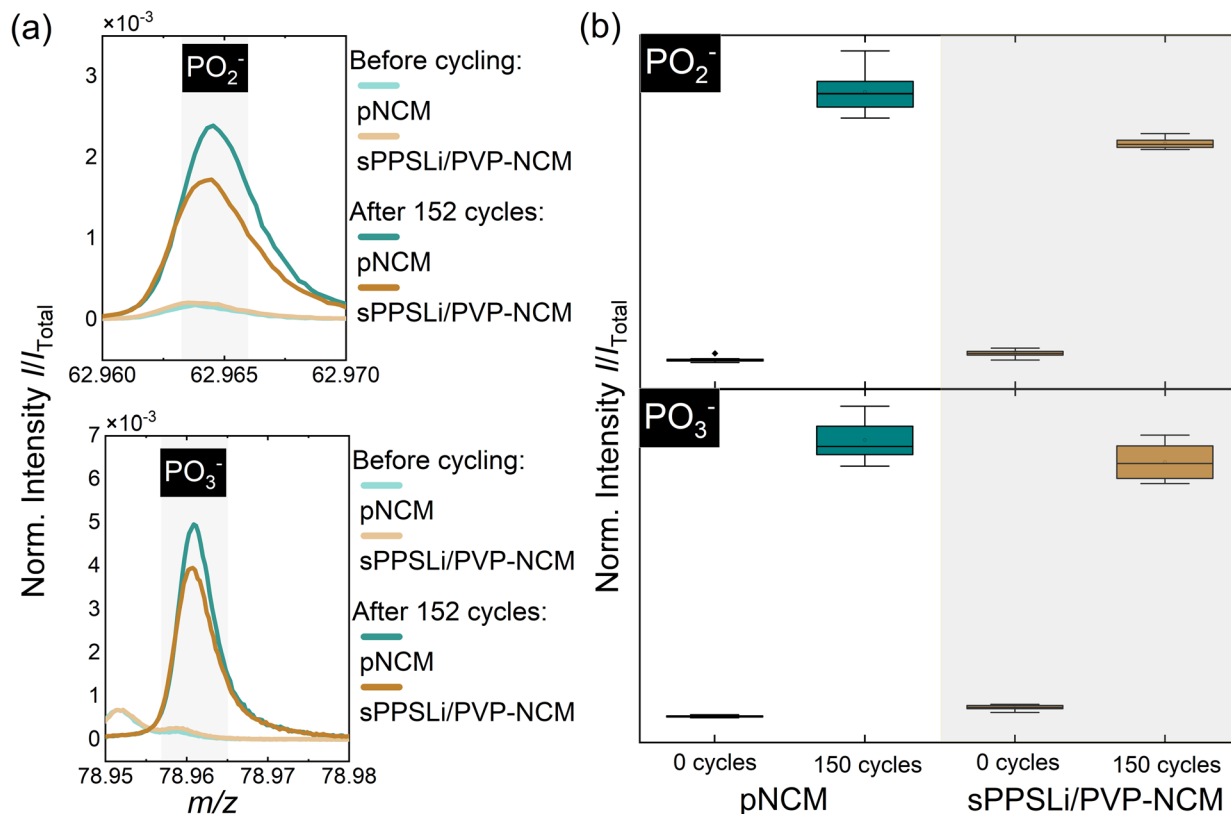 (a)
×10⁻³
PO₂⁻
3
2
1
0
62.960 62.965 62.970
Before cycling:
pNCM
sPPSLi/PVP-NCM
After 152 cycles:
pNCM
sPPSLi/PVP-NCM
Norm. Intensity I/I_Total
×10⁻³
PO₃⁻
7
6
5
4
3
2
1
0
78.95 78.96 78.97 78.98
m/z
Before cycling:
pNCM
sPPSLi/PVP-NCM
After 152 cycles:
pNCM
sPPSLi/PVP-NCM
(b)
PO₂⁻
PO₃⁻
Norm. Intensity I/I_Total
0 cycles 150 cycles 0 cycles 150 cycles
pNCM sPPSLi/PVP-NCM